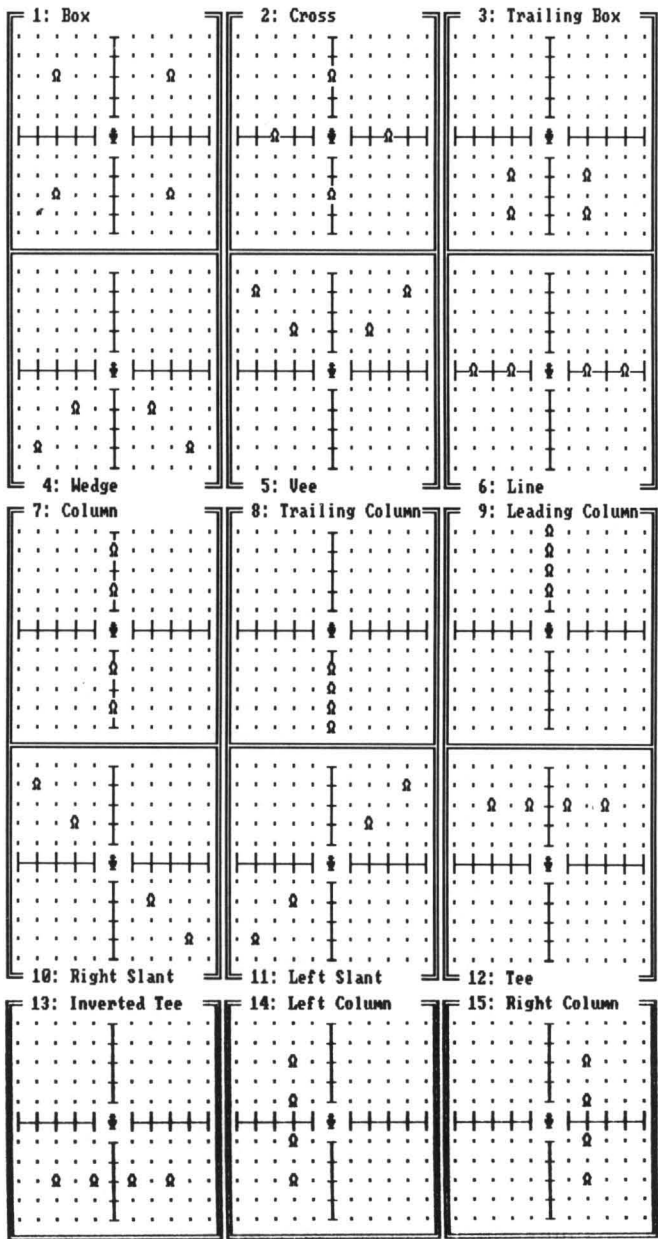 1: Box
2: Cross
3: Trailing Box
4: Wedge
5: Vee
6: Line
7: Column
8: Trailing Column
9: Leading Column
10: Right Slant
11: Left Slant
12: Tee
13: Inverted Tee
14: Left Column
15: Right Column